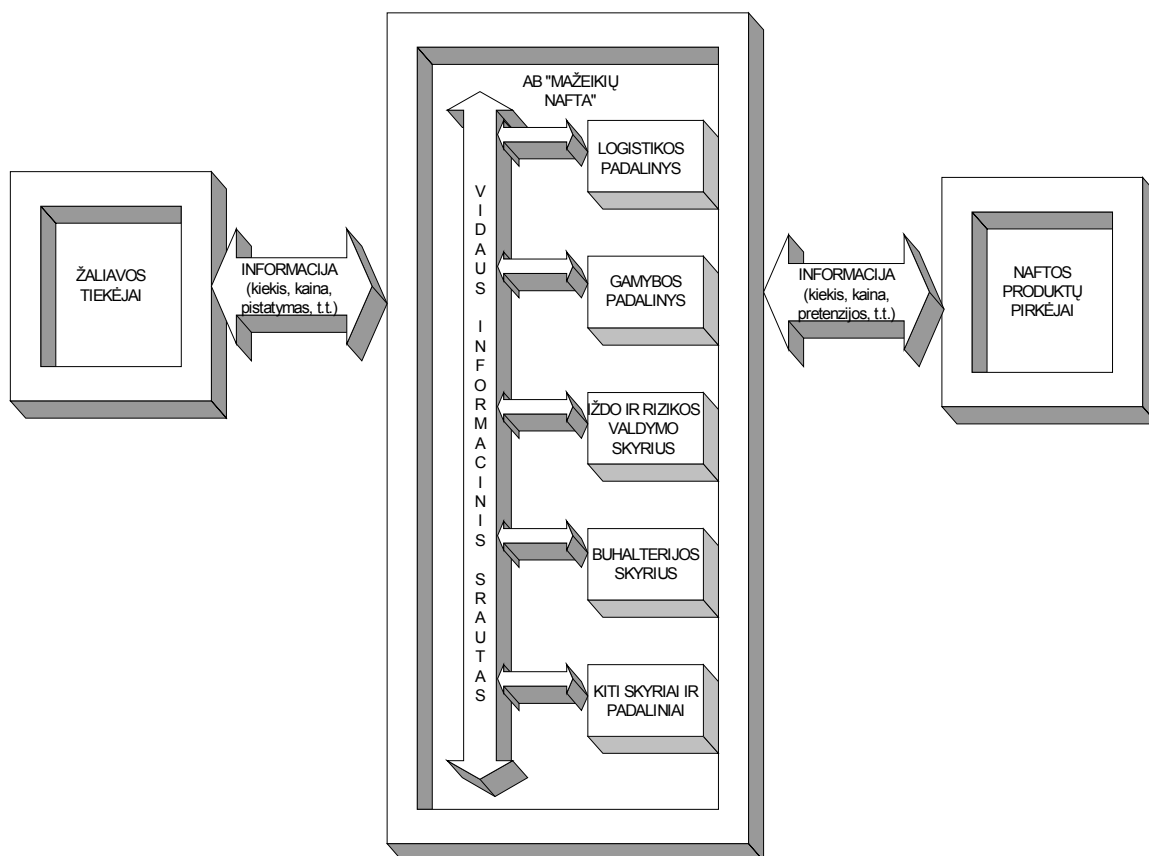 AB "MAŽEIKIŲ
NAFTA"
ŽALIAVOS
TIEKĖJAI
INFORMACIJA
(kiekis, kaina,
pistatymas, t.t.)
VIDAUS INFORMACINIS SRAUTAS
LOGISTIKOS
PADALINYS
GAMYBOS
PADALINYS
IŽDO IR RIZIKOS
VALDYMO
SKYRIUS
BUHALTERIJOS
SKYRIUS
KITI SKYRIAI IR
PADALINIAI
INFORMACIJA
(kiekis, kaina,
pretenzijos, t.t.)
NAFTOS
PRODUKTŲ
PIRKĖJAI